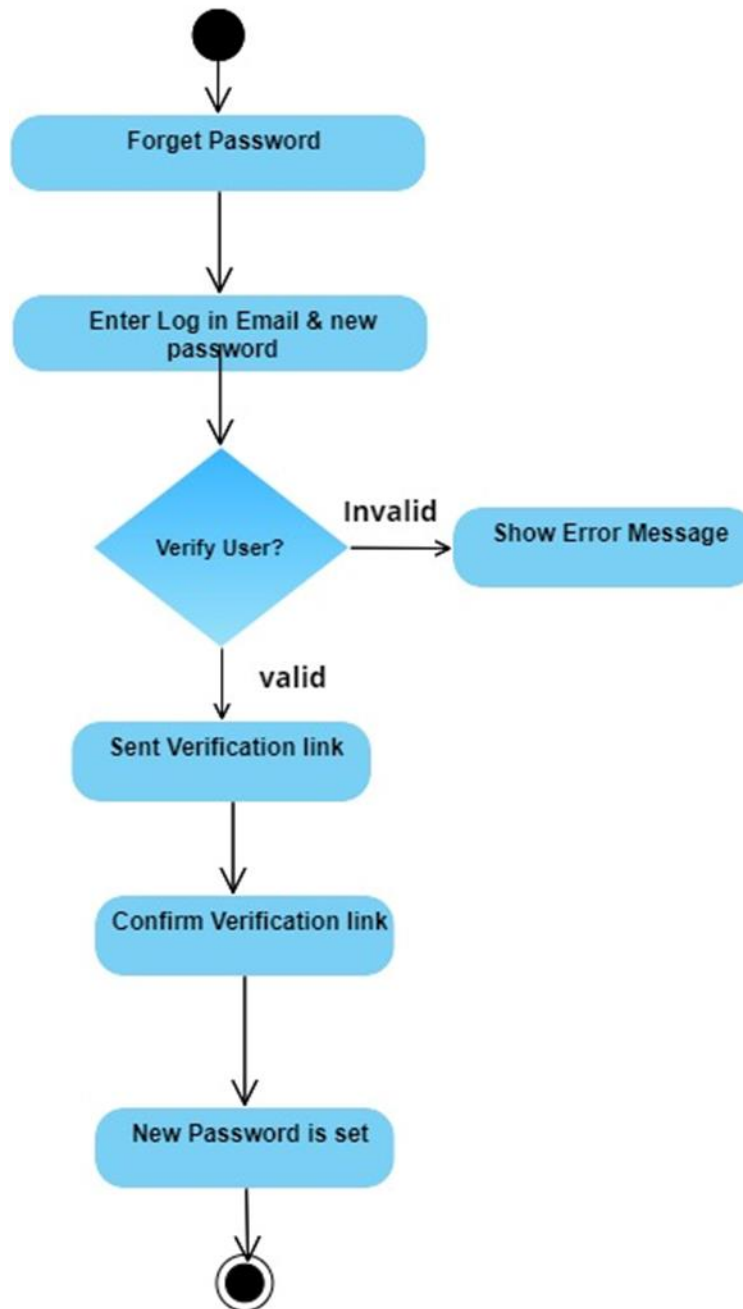 Forget Password
Enter Log in Email & new
password
Verify User?
Invalid
Show Error Message
valid
Sent Verification link
Confirm Verification link
New Password is set